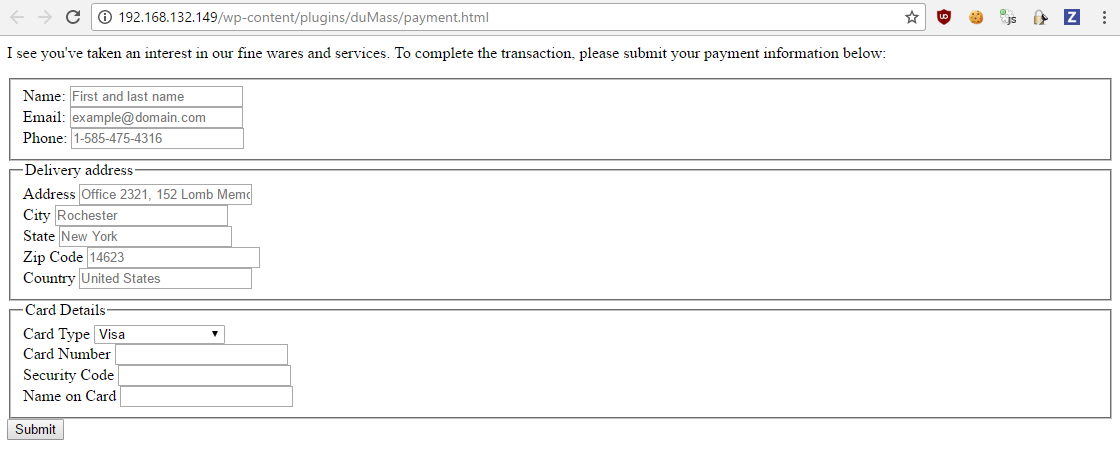 192.168.132.149/wp-content/plugins/duMass/payment.html
I see you've taken an interest in our fine wares and services. To complete the transaction, please submit your payment information below:
Name: First and last name
Email: example@domain.com
Phone: 1-585-475-4316
Delivery address
Address Office 2321, 152 Lomb Memo
City Rochester
State New York
Zip Code 14623
Country United States
Card Details
Card Type Visa
Card Number
Security Code
Name on Card
Submit